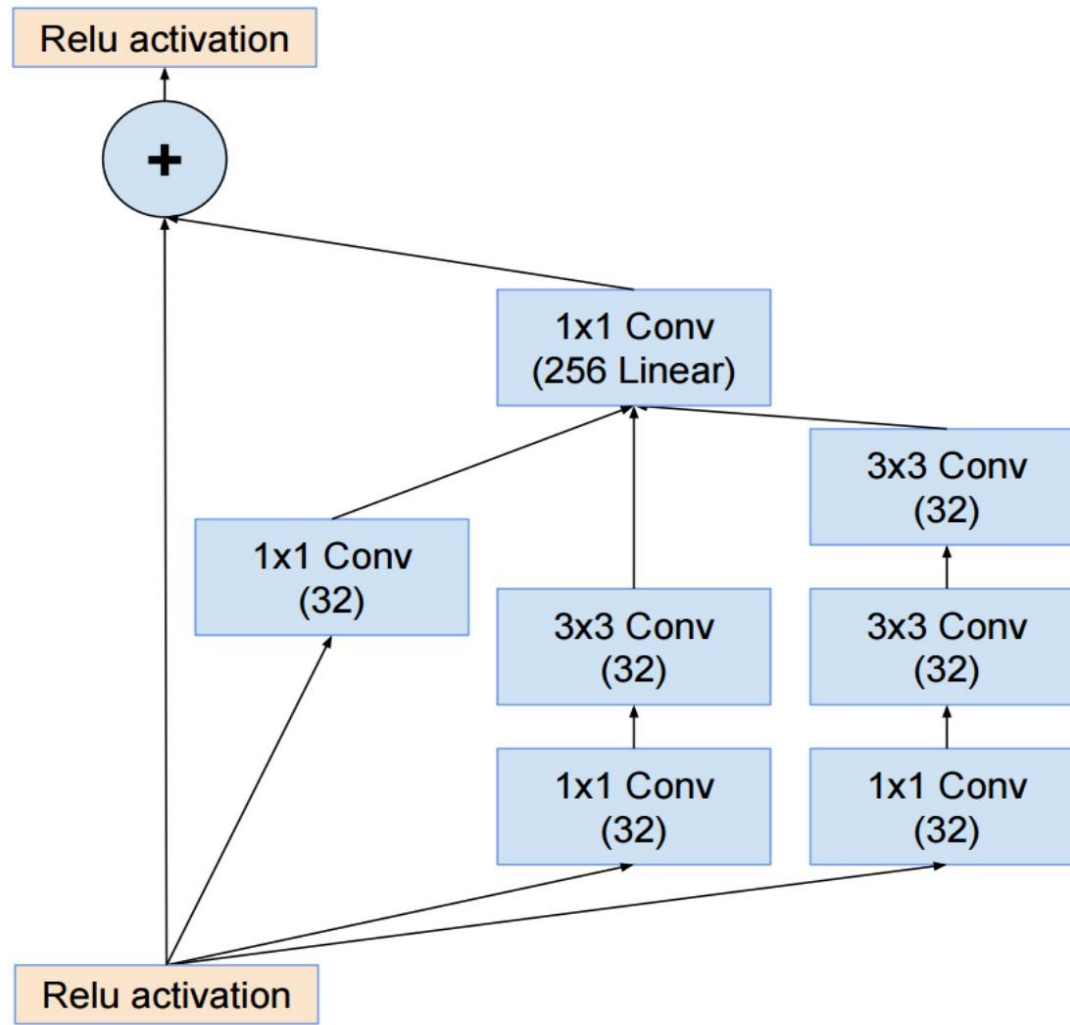 Relu activation
+
1x1 Conv
(256 Linear)
3x3 Conv
(32)
1x1 Conv
(32)
3x3 Conv
(32)
3x3 Conv
(32)
1x1 Conv
(32)
1x1 Conv
(32)
Relu activation